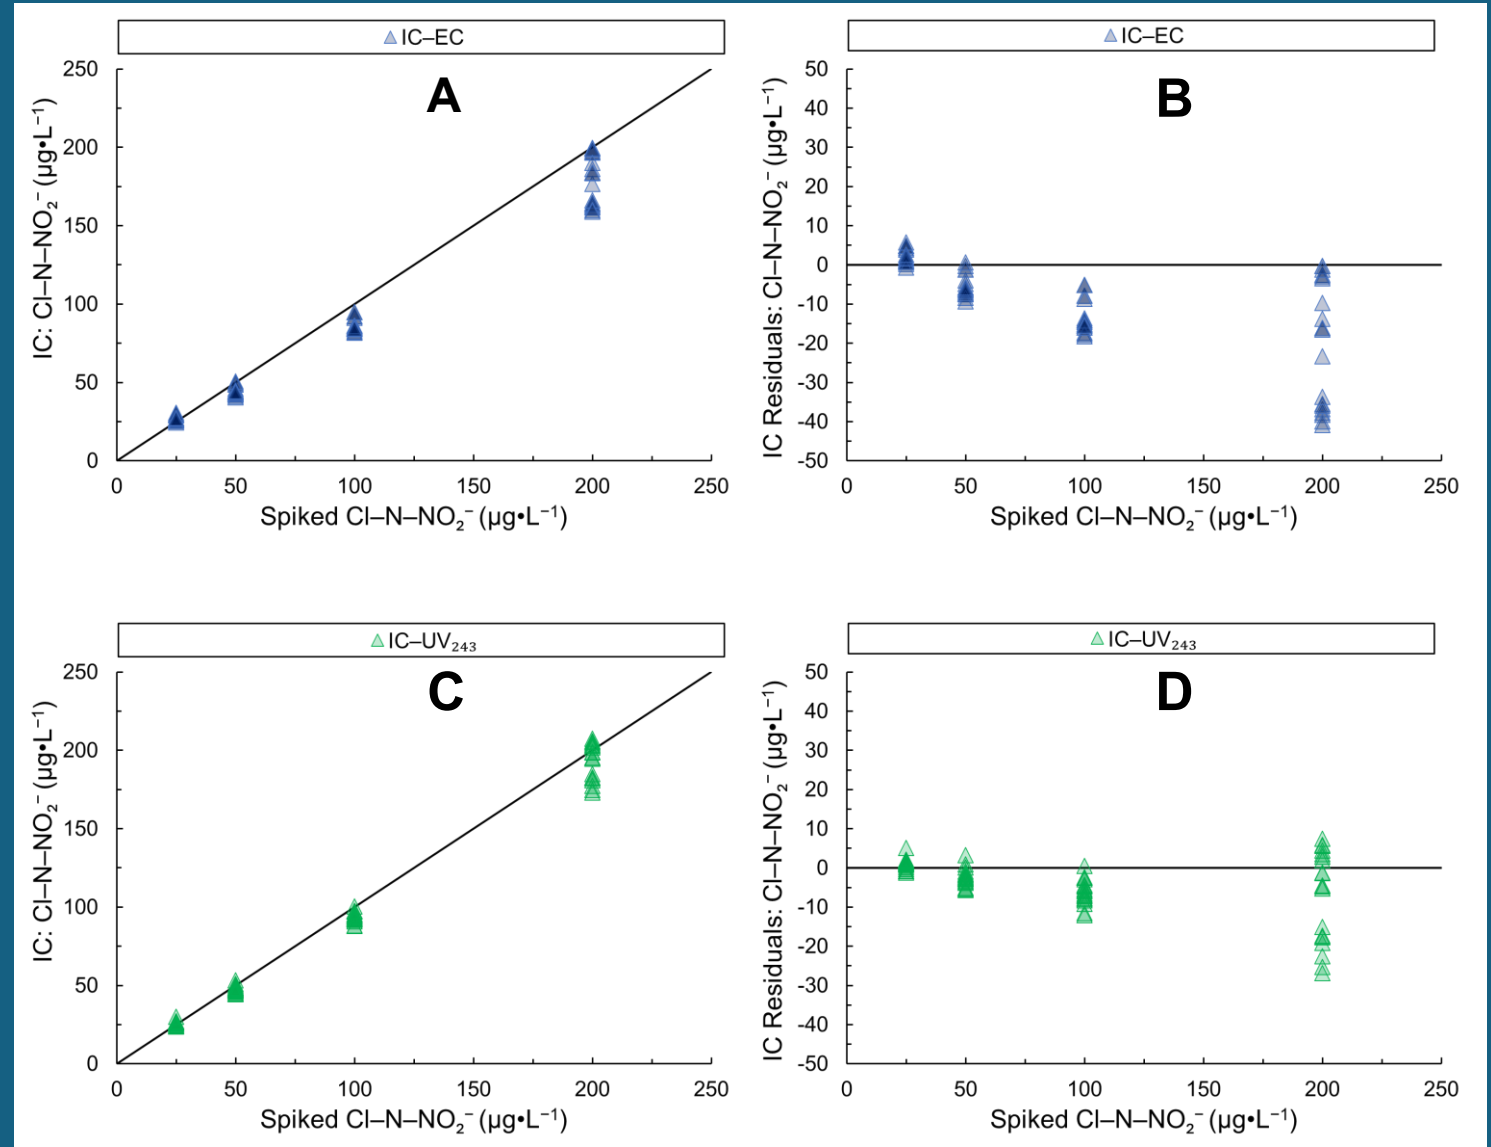 IC–EC
A
250
200
150
100
50
0
IC: Cl–N–NO₂⁻ (µg•L⁻¹)
0 50 100 150 200 250
Spiked Cl–N–NO₂⁻ (µg•L⁻¹)
IC–EC
B
50
40
30
20
10
0
-10
-20
-30
-40
-50
IC Residuals: Cl–N–NO₂⁻ (µg•L⁻¹)
0 50 100 150 200 250
Spiked Cl–N–NO₂⁻ (µg•L⁻¹)
IC–UV₂₄₃
C
250
200
150
100
50
0
IC: Cl–N–NO₂⁻ (µg•L⁻¹)
0 50 100 150 200 250
Spiked Cl–N–NO₂⁻ (µg•L⁻¹)
IC–UV₂₄₃
D
50
40
30
20
10
0
-10
-20
-30
-40
-50
IC Residuals: Cl–N–NO₂⁻ (µg•L⁻¹)
0 50 100 150 200 250
Spiked Cl–N–NO₂⁻ (µg•L⁻¹)